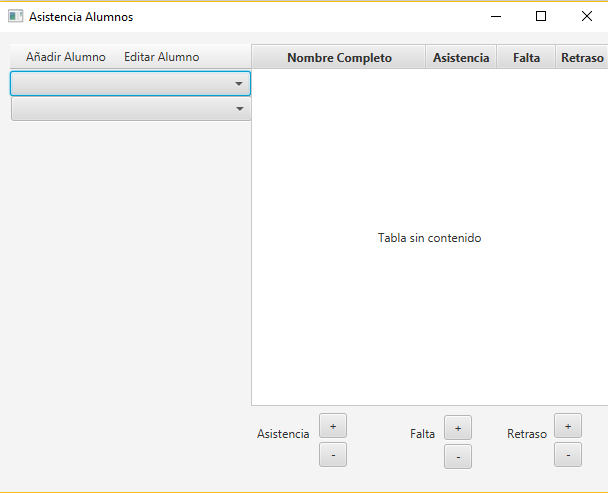 Asistencia Alumnos
Añadir Alumno Editar Alumno
Nombre Completo Asistencia Falta Retraso
Tabla sin contenido
Asistencia + - Falta + - Retraso + -